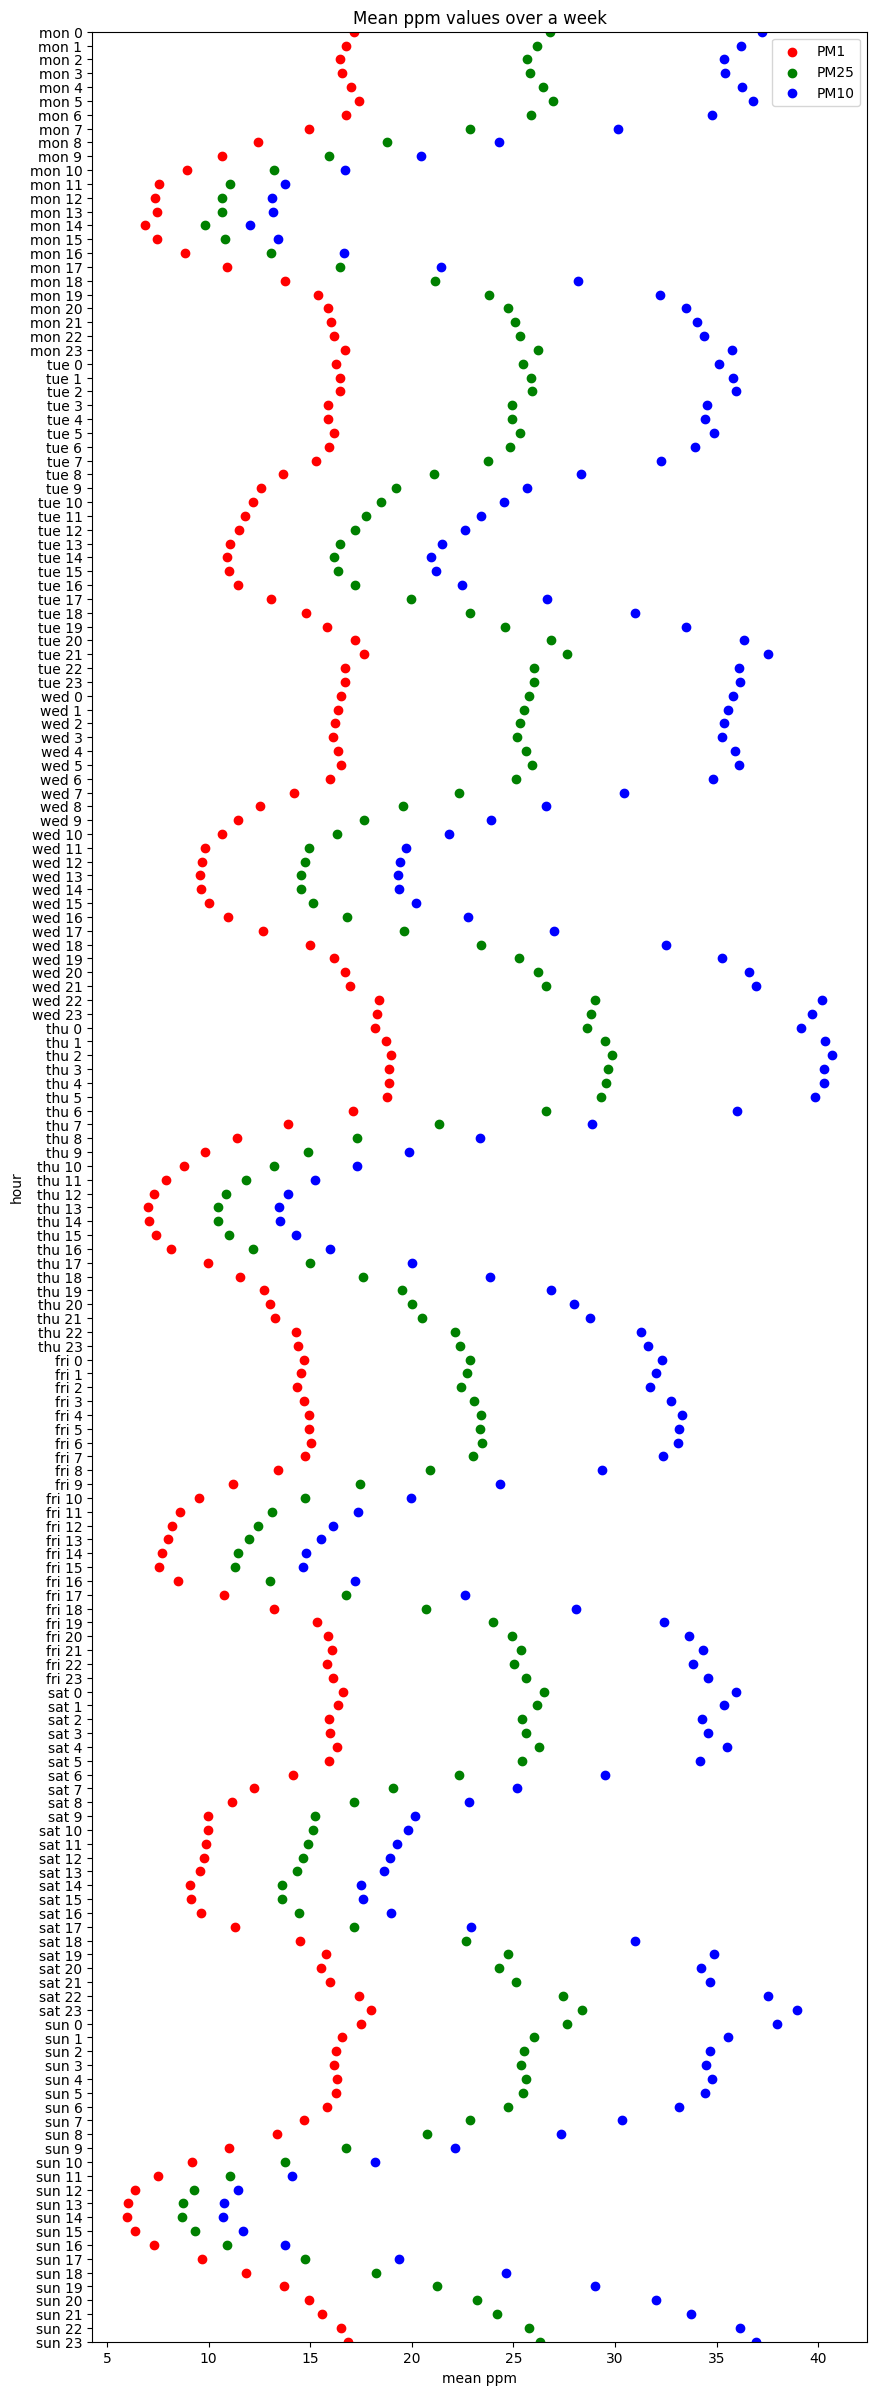 Mean ppm values over a week
PM1
PM25
PM10
hour
mon 0
mon 1
mon 2
mon 3
mon 4
mon 5
mon 6
mon 7
mon 8
mon 9
mon 10
mon 11
mon 12
mon 13
mon 14
mon 15
mon 16
mon 17
mon 18
mon 19
mon 20
mon 21
mon 22
mon 23
tue 0
tue 1
tue 2
tue 3
tue 4
tue 5
tue 6
tue 7
tue 8
tue 9
tue 10
tue 11
tue 12
tue 13
tue 14
tue 15
tue 16
tue 17
tue 18
tue 19
tue 20
tue 21
tue 22
tue 23
wed 0
wed 1
wed 2
wed 3
wed 4
wed 5
wed 6
wed 7
wed 8
wed 9
wed 10
wed 11
wed 12
wed 13
wed 14
wed 15
wed 16
wed 17
wed 18
wed 19
wed 20
wed 21
wed 22
wed 23
thu 0
thu 1
thu 2
thu 3
thu 4
thu 5
thu 6
thu 7
thu 8
thu 9
thu 10
thu 11
thu 12
thu 13
thu 14
thu 15
thu 16
thu 17
thu 18
thu 19
thu 20
thu 21
thu 22
thu 23
fri 0
fri 1
fri 2
fri 3
fri 4
fri 5
fri 6
fri 7
fri 8
fri 9
fri 10
fri 11
fri 12
fri 13
fri 14
fri 15
fri 16
fri 17
fri 18
fri 19
fri 20
fri 21
fri 22
fri 23
sat 0
sat 1
sat 2
sat 3
sat 4
sat 5
sat 6
sat 7
sat 8
sat 9
sat 10
sat 11
sat 12
sat 13
sat 14
sat 15
sat 16
sat 17
sat 18
sat 19
sat 20
sat 21
sat 22
sat 23
sun 0
sun 1
sun 2
sun 3
sun 4
sun 5
sun 6
sun 7
sun 8
sun 9
sun 10
sun 11
sun 12
sun 13
sun 14
sun 15
sun 16
sun 17
sun 18
sun 19
sun 20
sun 21
sun 22
sun 23
5 10 15 20 25 30 35 40
mean ppm